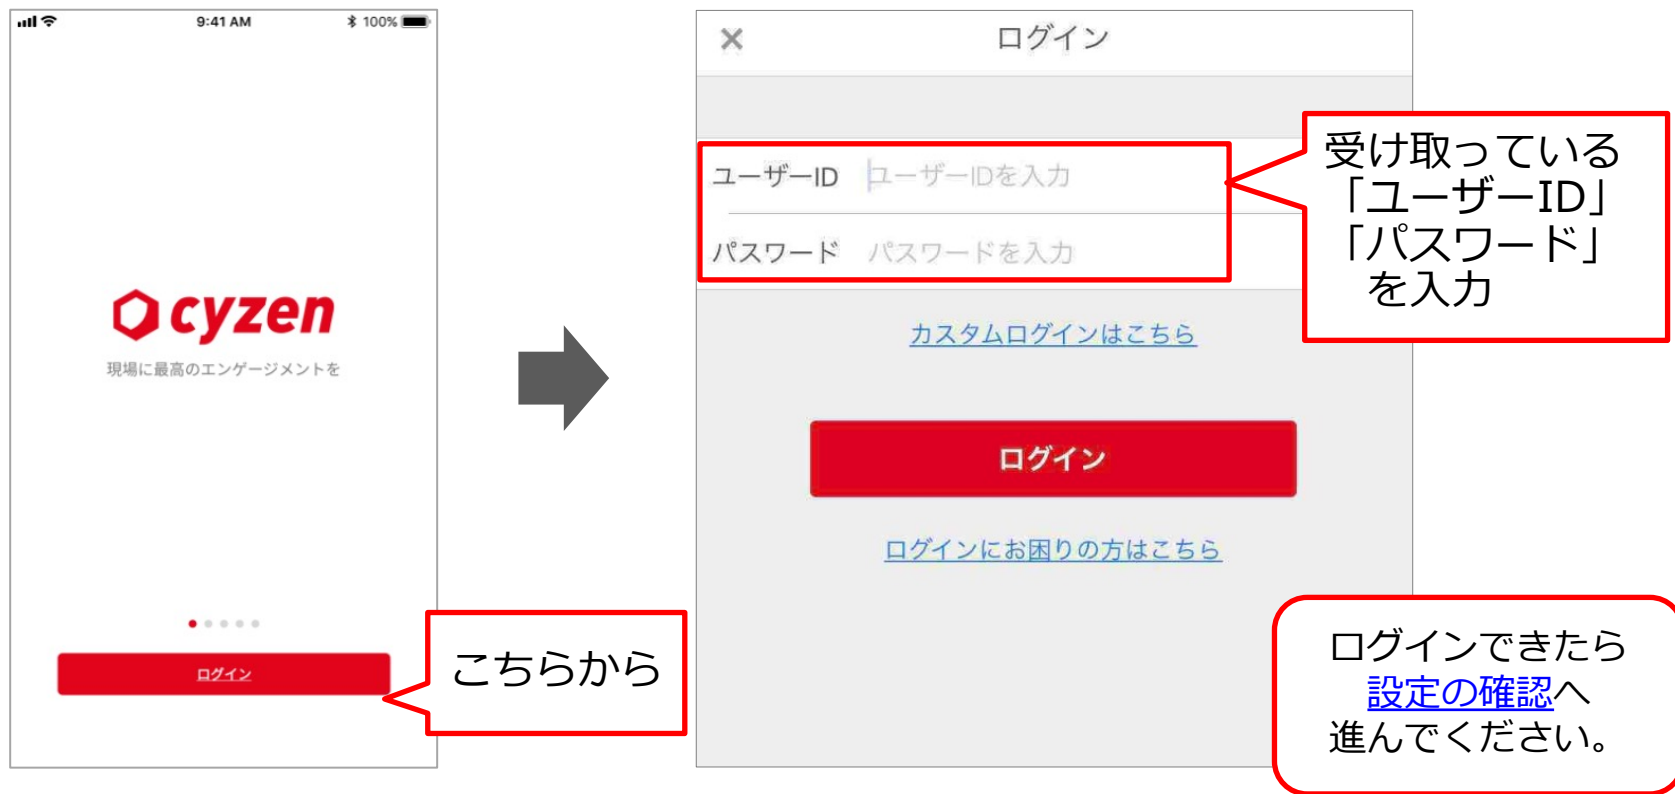 9:41 AM
100%
cyzen
現場に最高のエンゲージメントを
ログイン
こちらから
ログイン
ユーザーID ユーザーIDを入力
パスワード パスワードを入力
受け取っている
「ユーザーID」
「パスワード」
を入力
カスタムログインはこちら
ログイン
ログインにお困りの方はこちら
ログインできたら
設定の確認へ
進んでください。